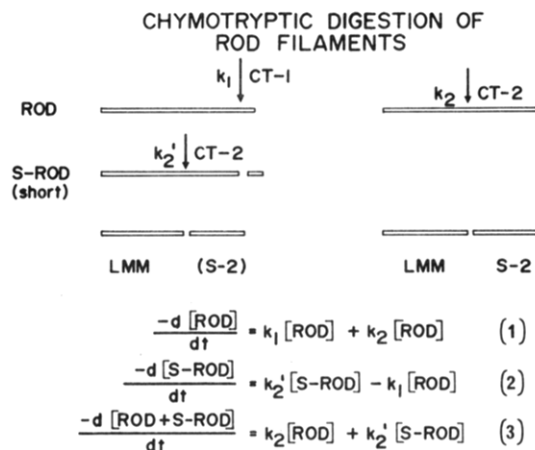 CHYMOTRYPTIC DIGESTION OF
ROD FILAMENTS
k₁ CT-1
k₂ CT-2
ROD
k₂' CT-2
S-ROD
(short)
LMM (S-2) LMM S-2
-d [ROD]/dt = k₁ [ROD] + k₂ [ROD] (1)
-d [S-ROD]/dt = k₂' [S-ROD] - k₁ [ROD] (2)
-d [ROD+S-ROD]/dt = k₂ [ROD] + k₂' [S-ROD] (3)